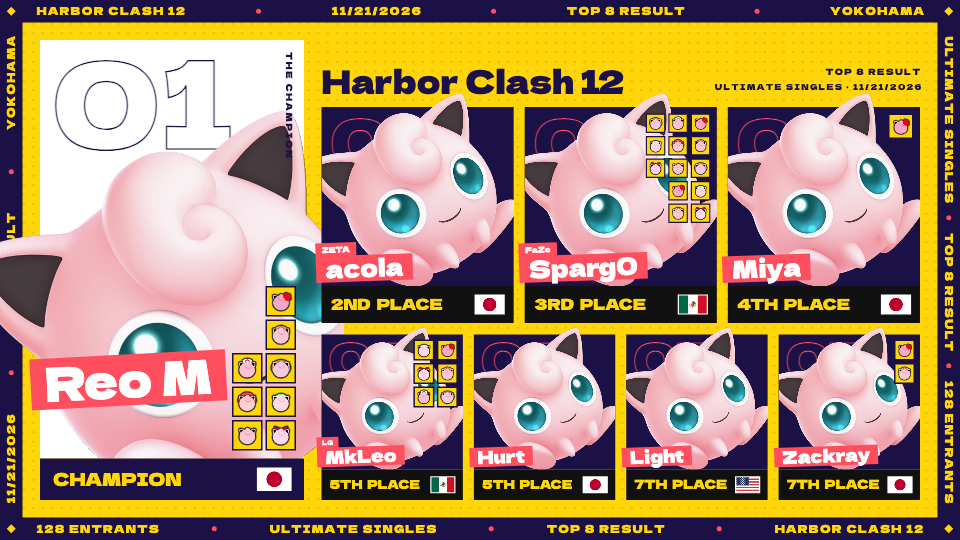 HARBOR CLASH 12 • 11/21/2026 • TOP 8 RESULT • YOKOHAMA
YOKOHAMA
11/21/2026
01
THE CHAMPION
Reo M
CHAMPION
Harbor Clash 12
TOP 8 RESULT
ULTIMATE SINGLES · 11/21/2026
ZETA
acola
2ND PLACE
SpargO
3RD PLACE
Miya
4TH PLACE
LG
MkLeo
5TH PLACE
Hurt
5TH PLACE
Light
7TH PLACE
Zackray
7TH PLACE
ULTIMATE SINGLES • TOP 8 RESULT • 128 ENTRANTS
128 ENTRANTS • ULTIMATE SINGLES • TOP 8 RESULT • HARBOR CLASH 12